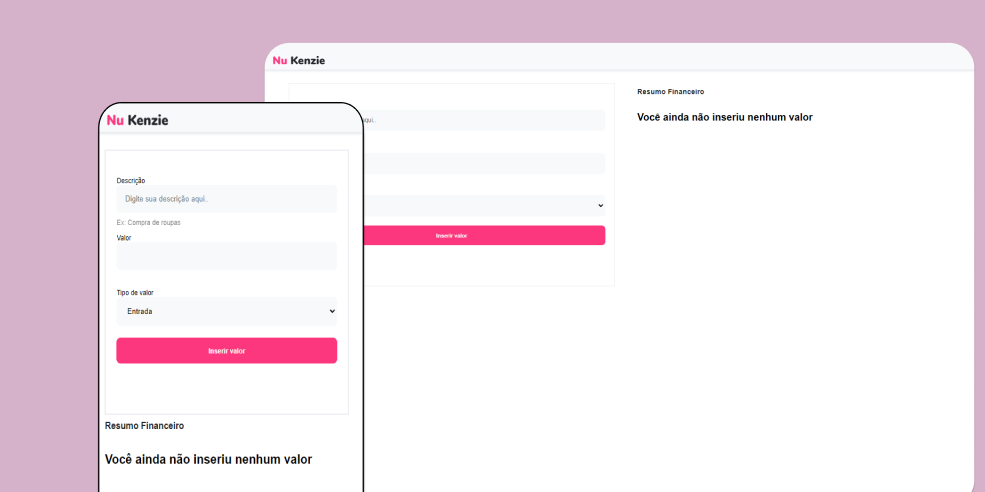 Nu Kenzie
Resumo Financeiro
Você ainda não inseriu nenhum valor
aqui..
Inserir valor
Nu Kenzie
Descrição
Digite sua descrição aqui..
Ex: Compra de roupas
Valor
Tipo de valor
Entrada
Inserir valor
Resumo Financeiro
Você ainda não inseriu nenhum valor